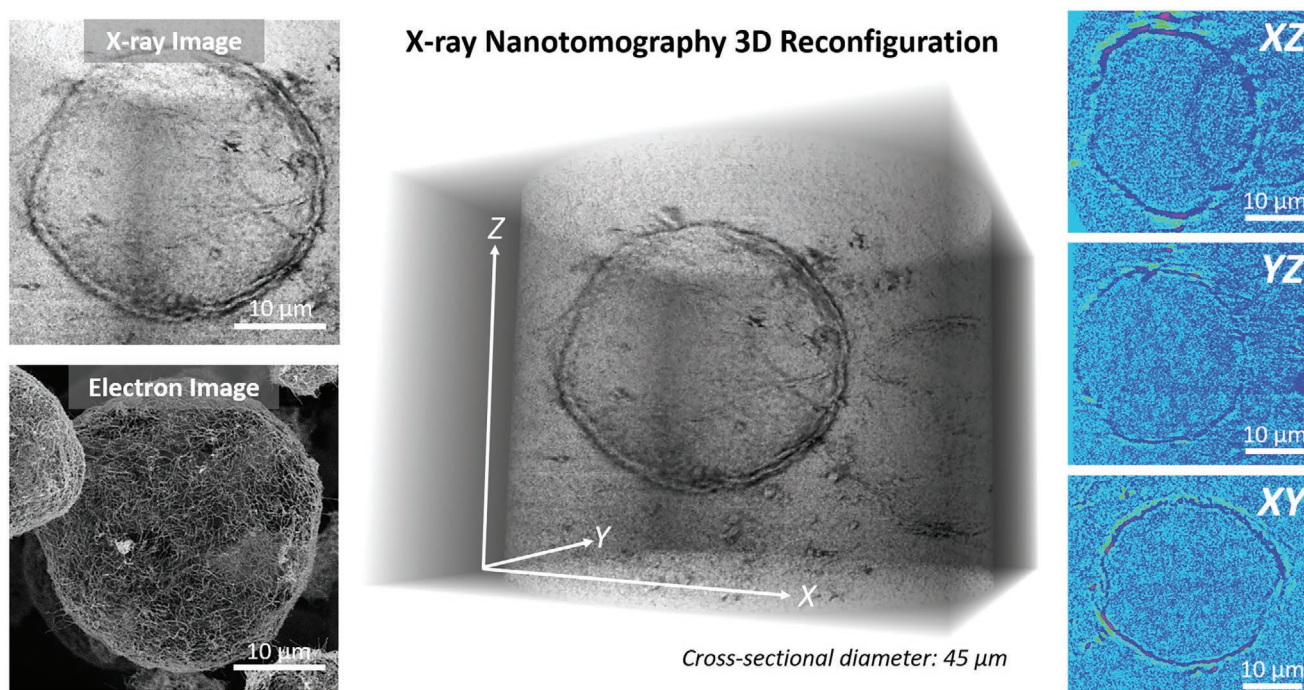 X-ray Image
10 µm
Electron Image
10 µm
X-ray Nanotomography 3D Reconfiguration
Z
Y
X
Cross-sectional diameter: 45 µm
XZ
10 µm
YZ
10 µm
XY
10 µm